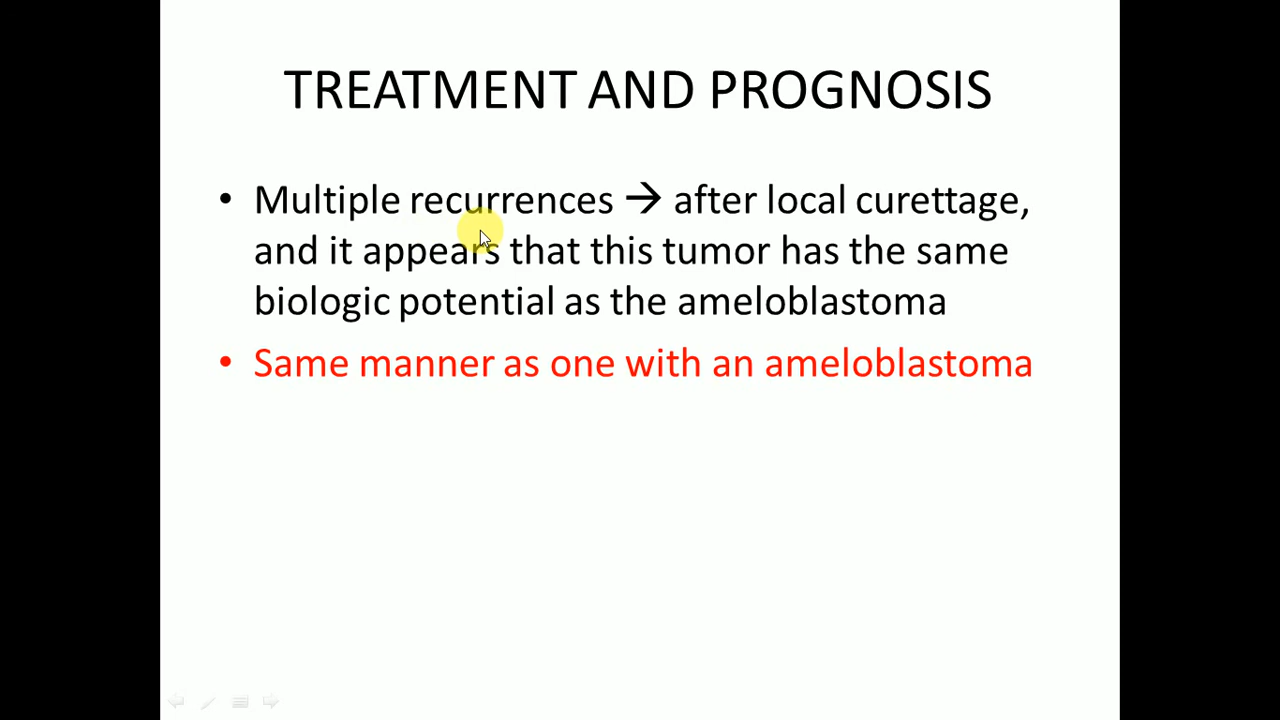 TREATMENT AND PROGNOSIS
• Multiple recurrences → after local curettage,
and it appears that this tumor has the same
biologic potential as the ameloblastoma
• Same manner as one with an ameloblastoma